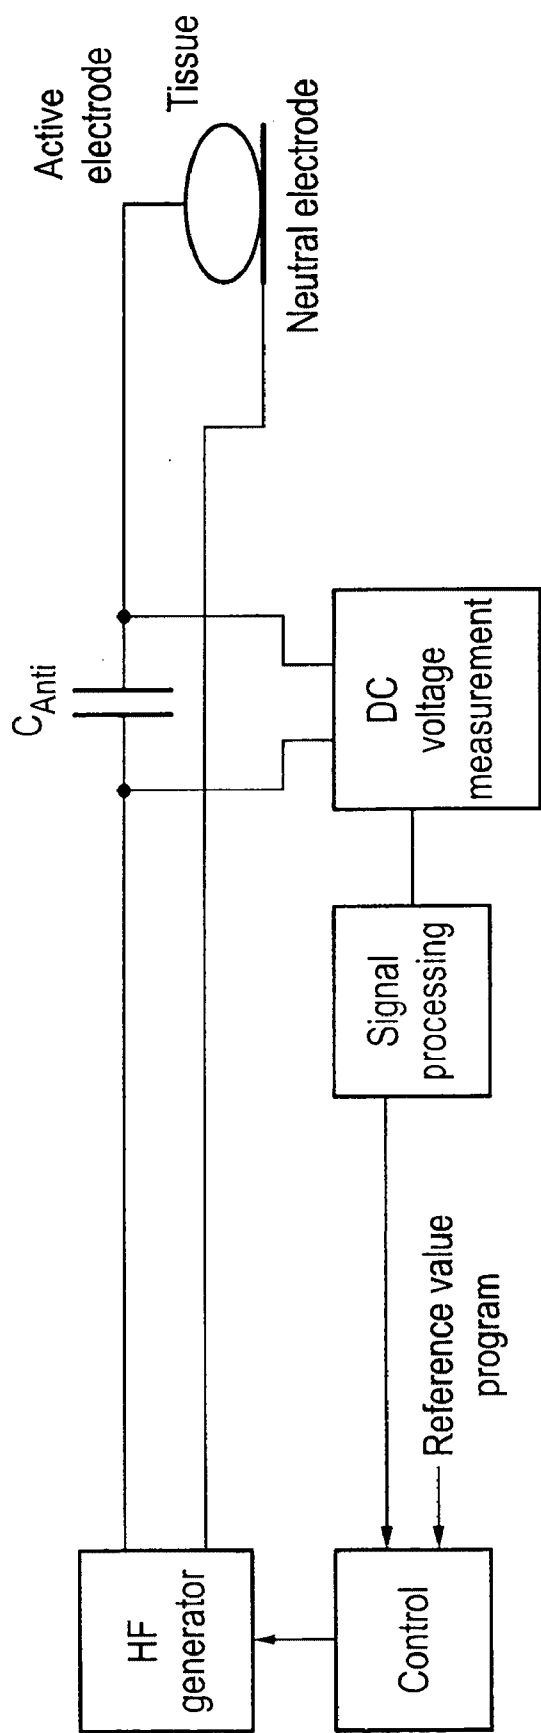 Active
electrode
Tissue
Neutral electrode
C Anti
HF
generator
DC
voltage
measurement
Signal
processing
Reference value
program
Control